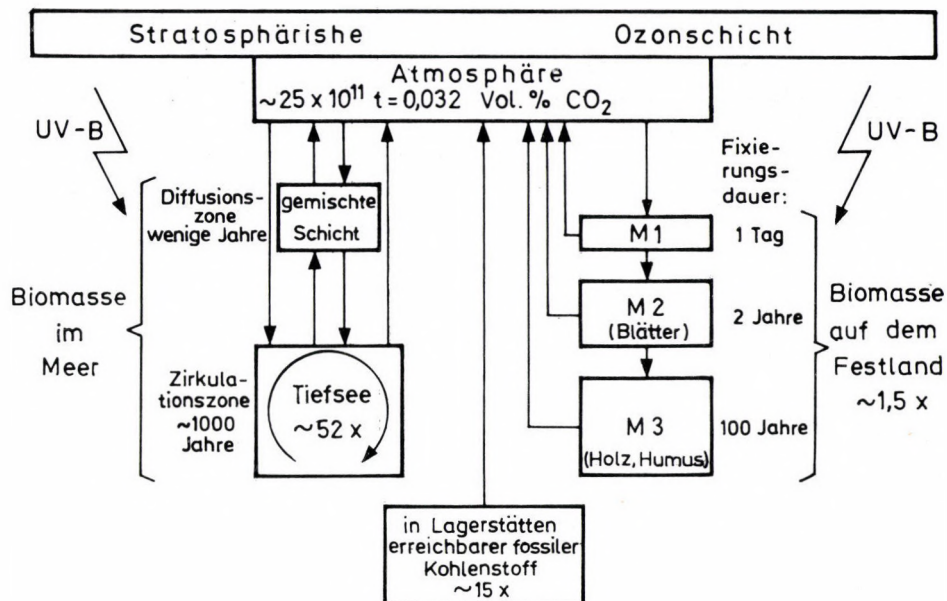 Stratosphärishe Ozonschicht
Atmosphäre
~25 x 10¹¹ t = 0,032 Vol. % CO₂
UV-B
UV-B
Diffusions-
zone
wenige Jahre
gemischte
Schicht
Biomasse
im
Meer
Zirkula-
tionszone
~1000
Jahre
Tiefsee
~52 x
Fixie-
rungs-
dauer:
M 1
1 Tag
M 2
(Blätter)
2 Jahre
M 3
(Holz, Humus)
100 Jahre
Biomasse
auf dem
Festland
~1,5 x
in Lagerstätten
erreichbarer fossiler
Kohlenstoff
~15 x